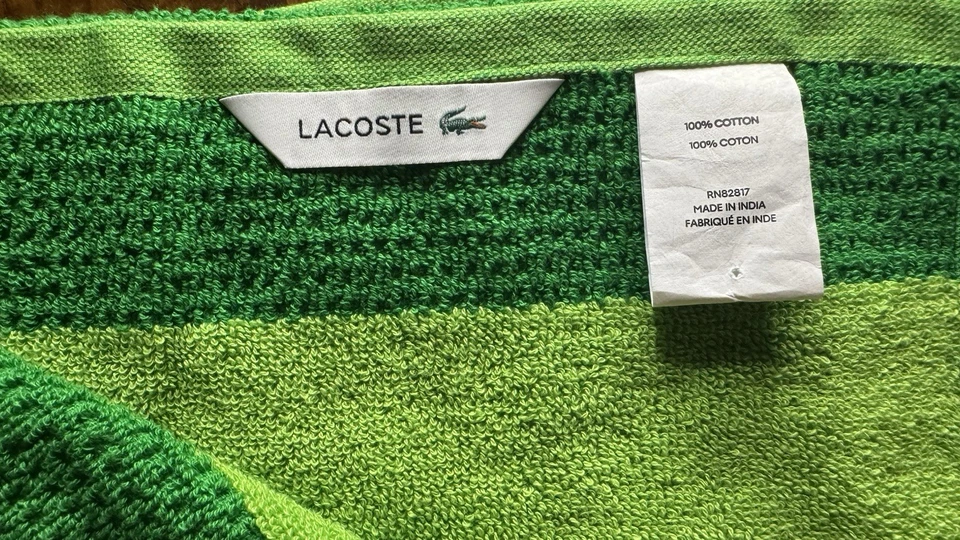 LACOSTE
100% COTTON
100% COTON
RN82817
MADE IN INDIA
FABRIQUÉ EN INDE